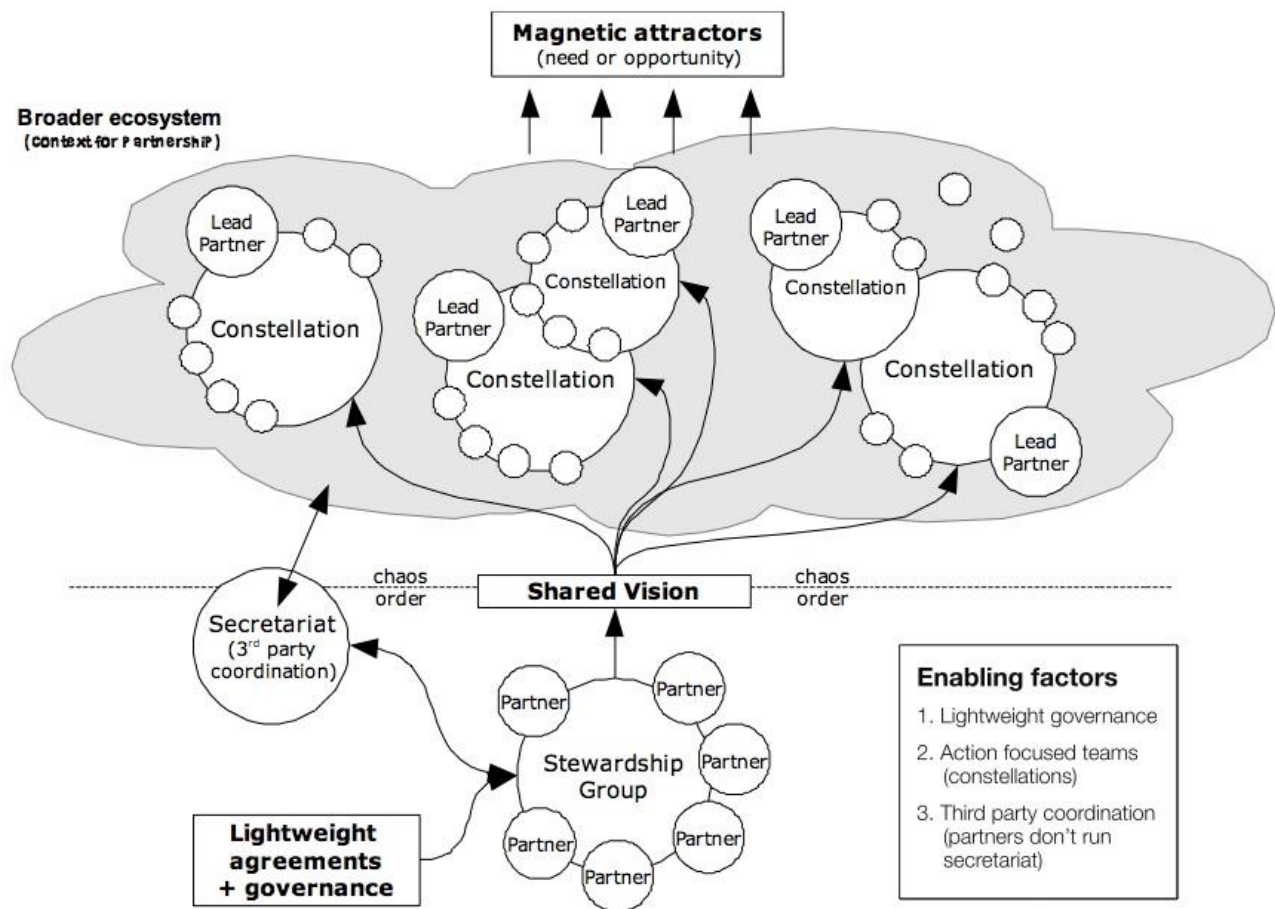 Magnetic attractors
(need or opportunity)
Broader ecosystem
(context for Partnership)
Lead
Partner
Constellation
Lead
Partner
Constellation
Lead
Partner
Constellation
Lead
Partner
Constellation
Constellation
Lead
Partner
chaos
order
Shared Vision
chaos
order
Secretariat
(3rd party
coordination)
Partner
Partner
Partner
Partner
Partner
Partner
Stewardship
Group
Lightweight
agreements
+ governance
Enabling factors
1. Lightweight governance
2. Action focused teams
(constellations)
3. Third party coordination
(partners don't run
secretariat)